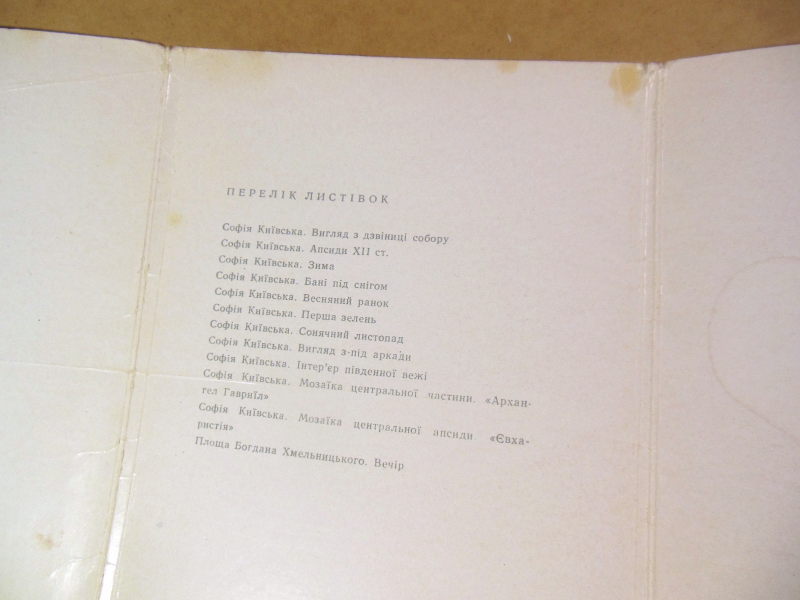 ПЕРЕЛІК ЛИСТІВОК
Софія Київська. Вигляд з дзвіниці собору
Софія Київська. Апсиди XII ст.
Софія Київська. Зима
Софія Київська. Бані під снігом
Софія Київська. Весняний ранок
Софія Київська. Перша зелень
Софія Київська. Сонячний листопад
Софія Київська. Вигляд з-під аркади
Софія Київська. Інтер'єр південної вежі
Софія Київська. Мозаїка центральної частини. «Архан-
гел Гавриїл»
Софія Київська. Мозаїка центральної апсиди. «Євха-
ристія»
Площа Богдана Хмельницького. Вечір